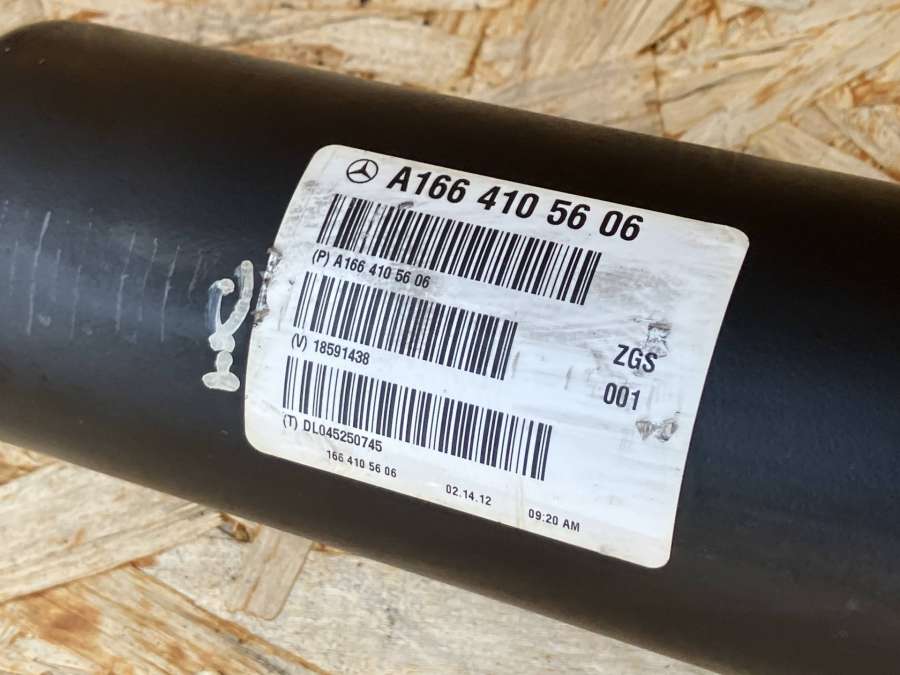 A166 410 56 06
(P) A166 410 56 06
(V) 18591438
ZGS
001
(T) DL045250745
166 410 56 06
02.14.12
09:20 AM